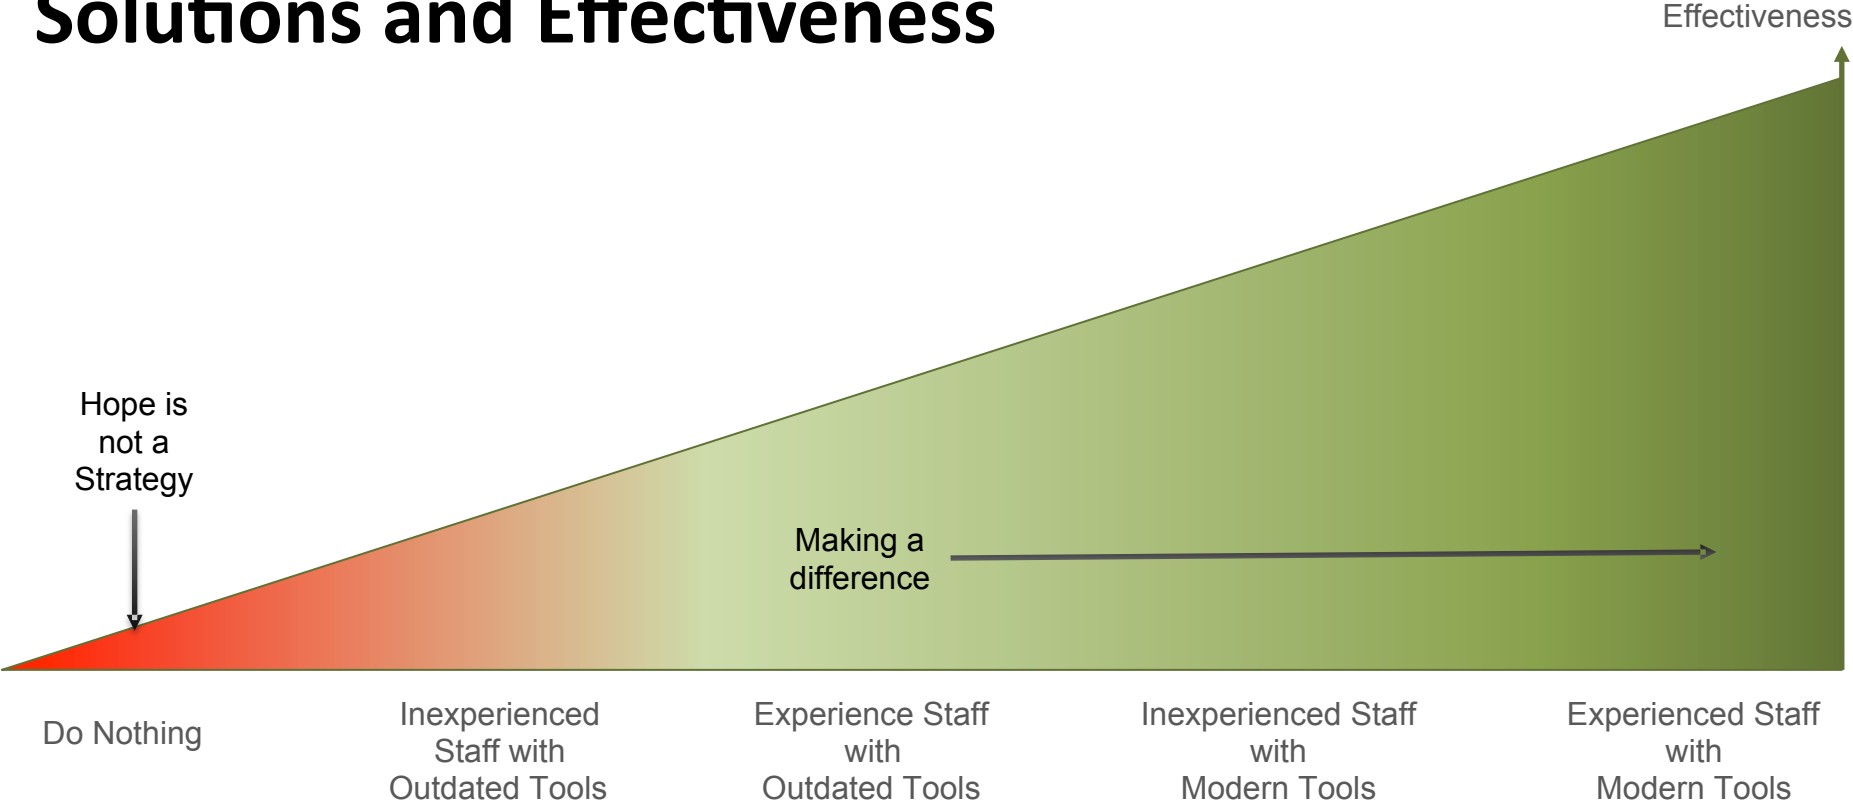 Solutions and Effectiveness
Effectiveness
Hope is
not a
Strategy
Making a
difference
Do Nothing
Inexperienced
Staff with
Outdated Tools
Experience Staff
with
Outdated Tools
Inexperienced Staff
with
Modern Tools
Experienced Staff
with
Modern Tools